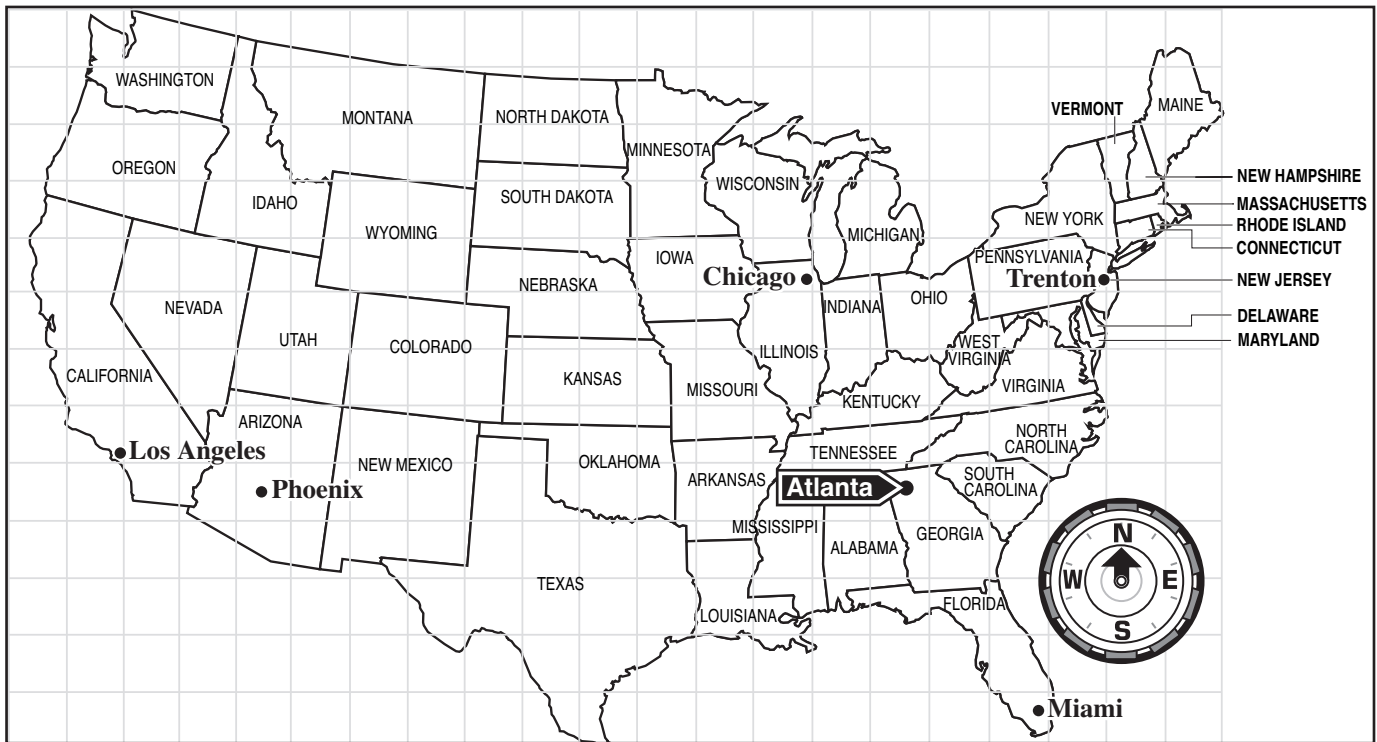 WASHINGTON
OREGON
IDAHO
MONTANA
NORTH DAKOTA
MINNESOTA
SOUTH DAKOTA
WYOMING
WISCONSIN
MICHIGAN
IOWA
NEBRASKA
NEVADA
UTAH
COLORADO
CALIFORNIA
KANSAS
MISSOURI
ILLINOIS
INDIANA
OHIO
Chicago
NEW YORK
PENNSYLVANIA
Trenton
VERMONT
MAINE
NEW HAMPSHIRE
MASSACHUSETTS
RHODE ISLAND
CONNECTICUT
NEW JERSEY
DELAWARE
MARYLAND
WEST
VIRGINIA
VIRGINIA
KENTUCKY
ARIZONA
Los Angeles
Phoenix
NEW MEXICO
OKLAHOMA
ARKANSAS
TENNESSEE
NORTH
CAROLINA
SOUTH
CAROLINA
Atlanta
MISSISSIPPI
ALABAMA
GEORGIA
TEXAS
LOUISIANA
FLORIDA
Miami
N
W
E
S